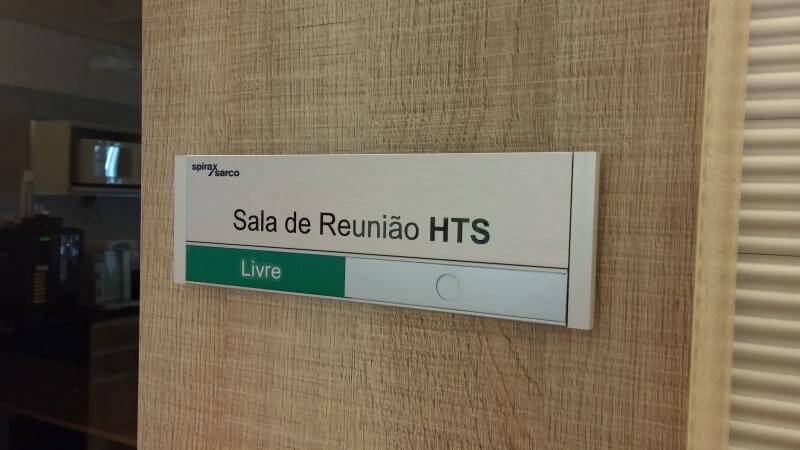 spirax
sarco
Sala de Reunião HTS
Livre